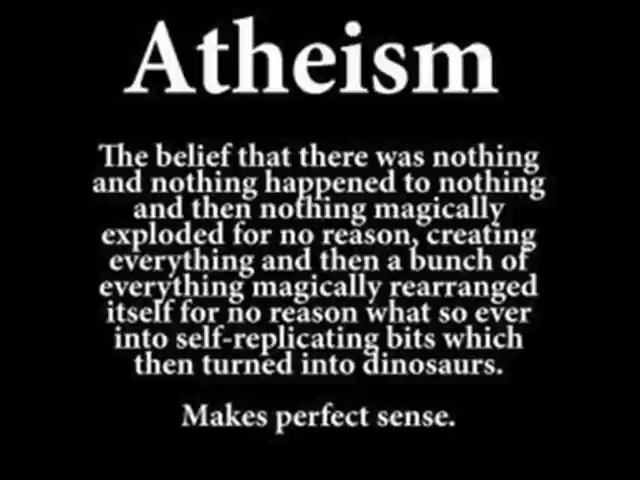 Atheism
The belief that there was nothing
and nothing happened to nothing
and then nothing magically
exploded for no reason, creating
everything and then a bunch of
everything magically rearranged
itself for no reason what so ever
into self-replicating bits which
then turned into dinosaurs.
Makes perfect sense.